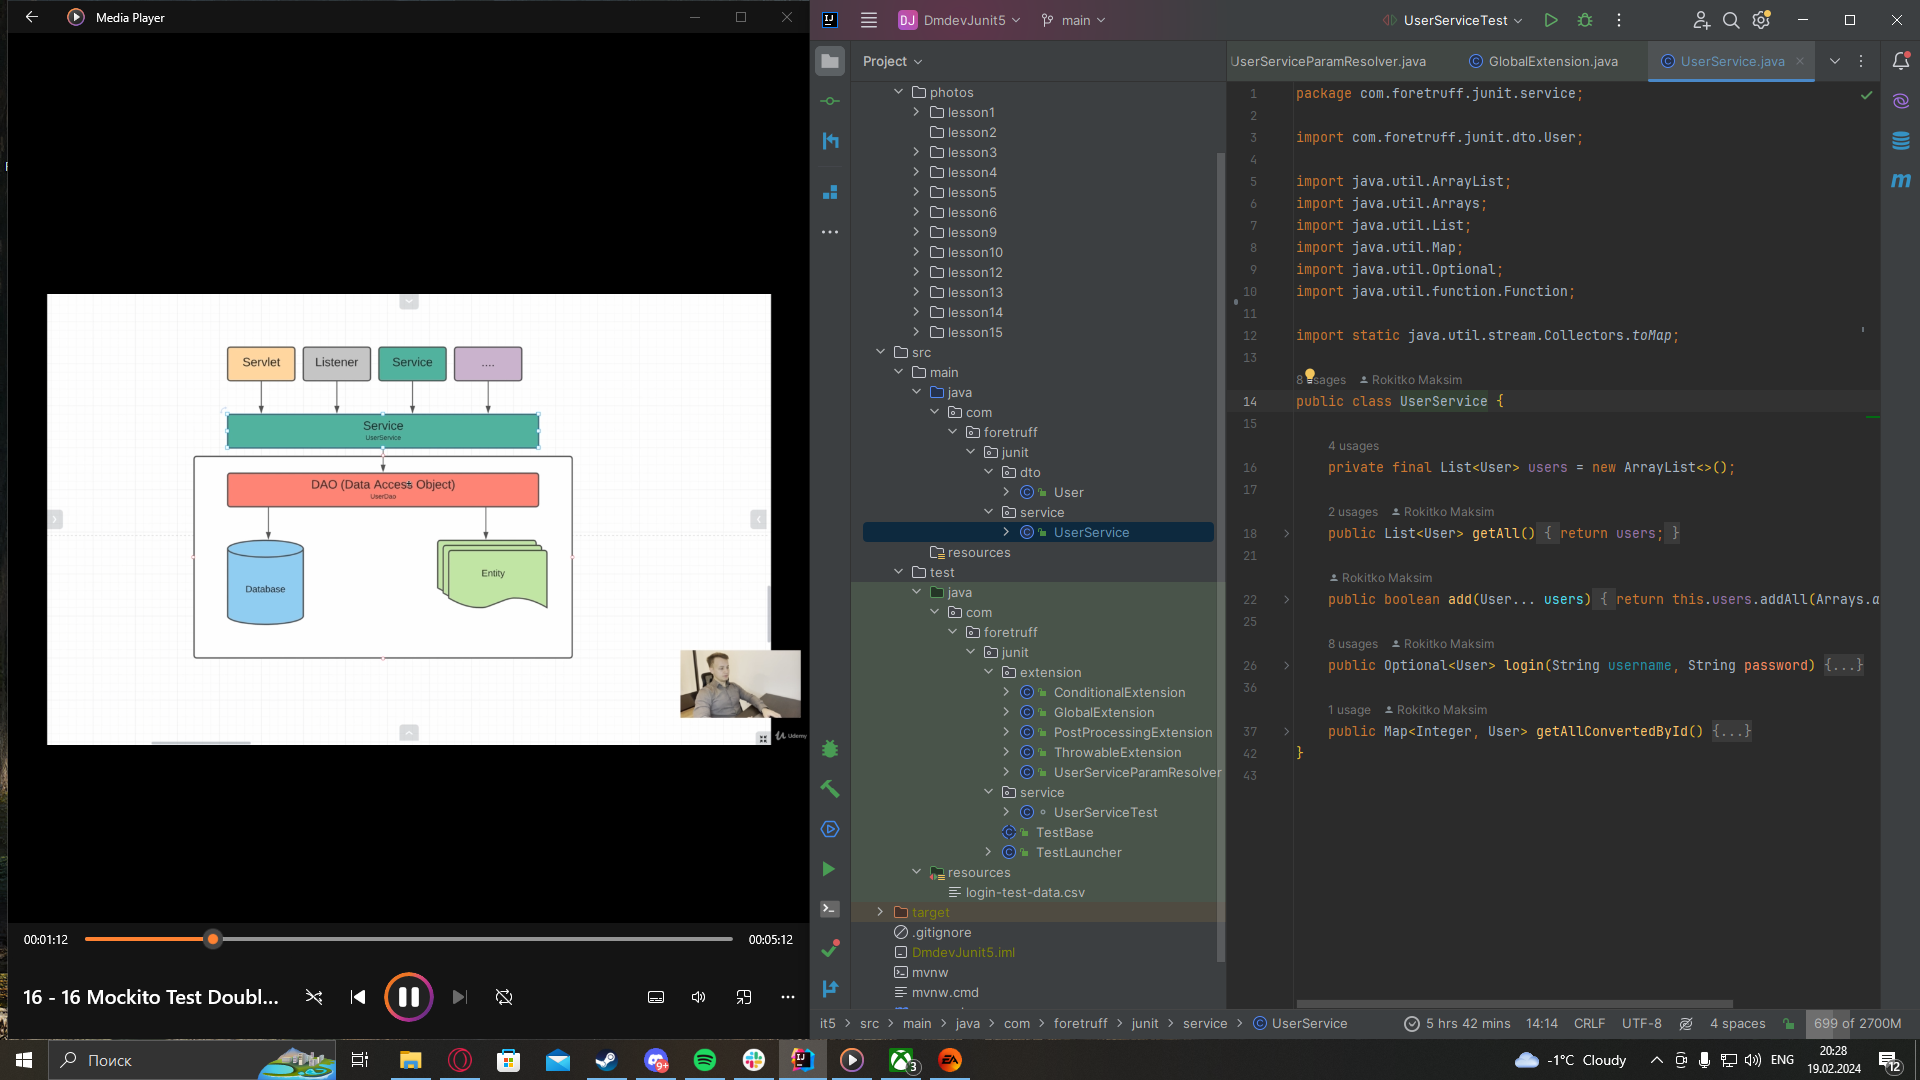 Media Player
Servlet
Listener
Service
....
Service
UserService
DAO (Data Access Object)
UserDao
Database
Entity
Udemy
00:01:12
00:05:12
16 - 16 Mockito Test Doubl...
DJ
DmdevJunit5
main
UserServiceTest
Project
photos
lesson1
lesson2
lesson3
lesson4
lesson5
lesson6
lesson9
lesson10
lesson12
lesson13
lesson14
lesson15
src
main
java
com
foretruff
junit
dto
User
service
UserService
resources
test
java
com
foretruff
junit
extension
ConditionalExtension
GlobalExtension
PostProcessingExtension
ThrowableExtension
UserServiceParamResolver
service
UserServiceTest
TestBase
TestLauncher
resources
login-test-data.csv
target
.gitignore
DmdevJunit5.iml
mvnw
mvnw.cmd
UserServiceParamResolver.java
GlobalExtension.java
UserService.java
1 package com.foretruff.junit.service;
2
3 import com.foretruff.junit.dto.User;
4
5 import java.util.ArrayList;
6 import java.util.Arrays;
7 import java.util.List;
8 import java.util.Map;
9 import java.util.Optional;
10 import java.util.function.Function;
11
12 import static java.util.stream.Collectors.toMap;
13
Rokitko Maksim
14 public class UserService {
15
4 usages
16 private final List<User> users = new ArrayList<>();
17
2 usages Rokitko Maksim
18 public List<User> getAll() { return users; }
21
Rokitko Maksim
22 public boolean add(User... users) { return this.users.addAll(Arrays.a
25
8 usages Rokitko Maksim
26 public Optional<User> login(String username, String password) {...}
36
1 usage Rokitko Maksim
37 public Map<Integer, User> getAllConvertedById() {...}
42 }
43
it5 > src > main > java > com > foretruff > junit > service > UserService
5 hrs 42 mins
14:14
CRLF
UTF-8
4 spaces
699 of 2700M
Поиск
9+
3
EA
-1°C Cloudy
ENG
20:28
19.02.2024
12